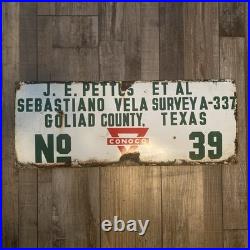 J. E. PETTUS ET AL
SEBASTIANO VELA SURVEY A-337
GOLIAD COUNTY, TEXAS
No CONOCO 39